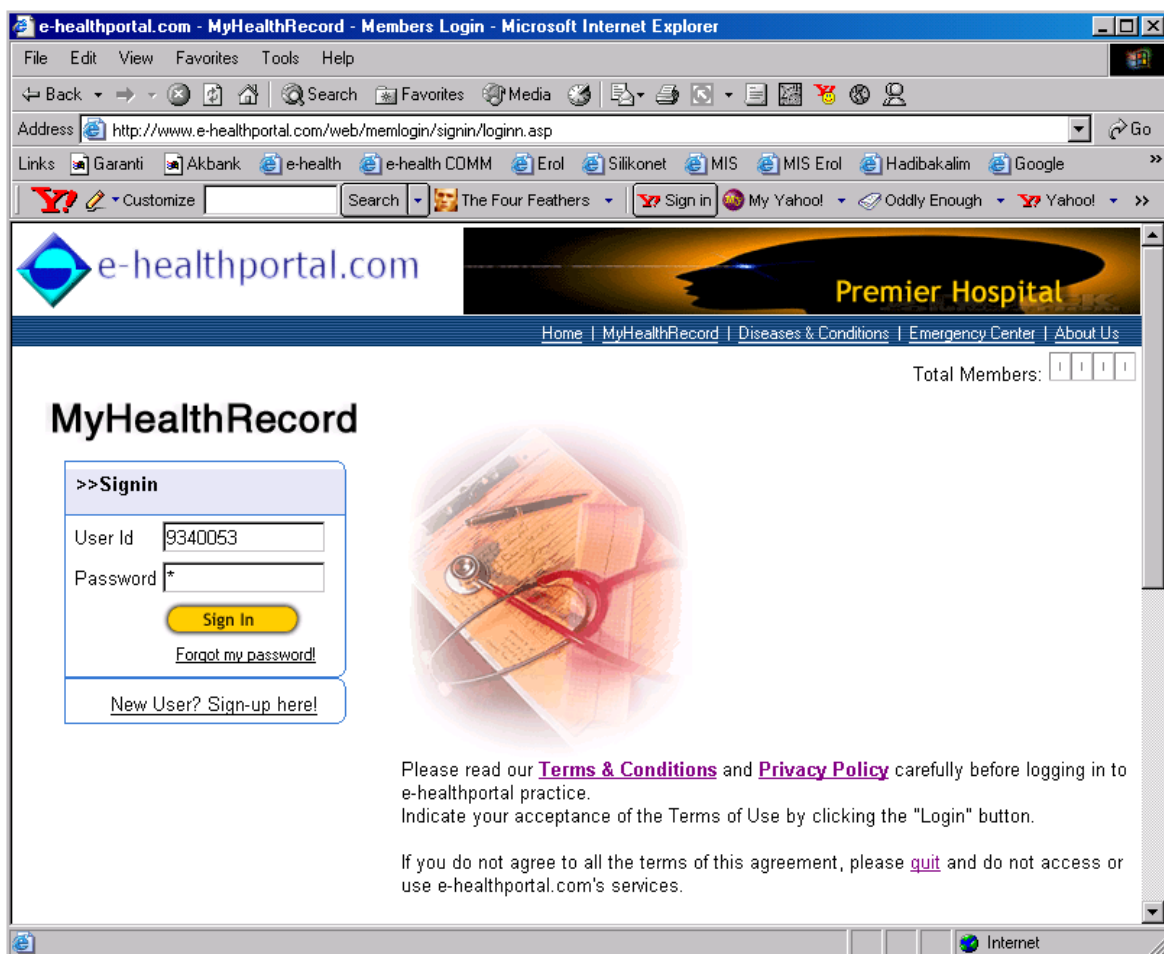 e-healthportal.com - MyHealthRecord - Members Login - Microsoft Internet Explorer
File Edit View Favorites Tools Help
Back Search Favorites Media
Address http://www.e-healthportal.com/web/memlogin/signin/loginn.asp Go
Links Garanti Akbank e-health e-health COMM Erol Silikonet MIS MIS Erol Hadibakalim Google »
Y? Customize Search The Four Feathers Y? Sign in My Yahoo! Oddly Enough Y? Yahoo! »
e-healthportal.com Premier Hospital
Home | MyHealthRecord | Diseases & Conditions | Emergency Center | About Us
Total Members:
MyHealthRecord
>>Signin
User Id 9340053
Password *
Sign In
Forgot my password!
New User? Sign-up here!
Please read our Terms & Conditions and Privacy Policy carefully before logging in to
e-healthportal practice.
Indicate your acceptance of the Terms of Use by clicking the "Login" button.
If you do not agree to all the terms of this agreement, please quit and do not access or
use e-healthportal.com's services.
Internet